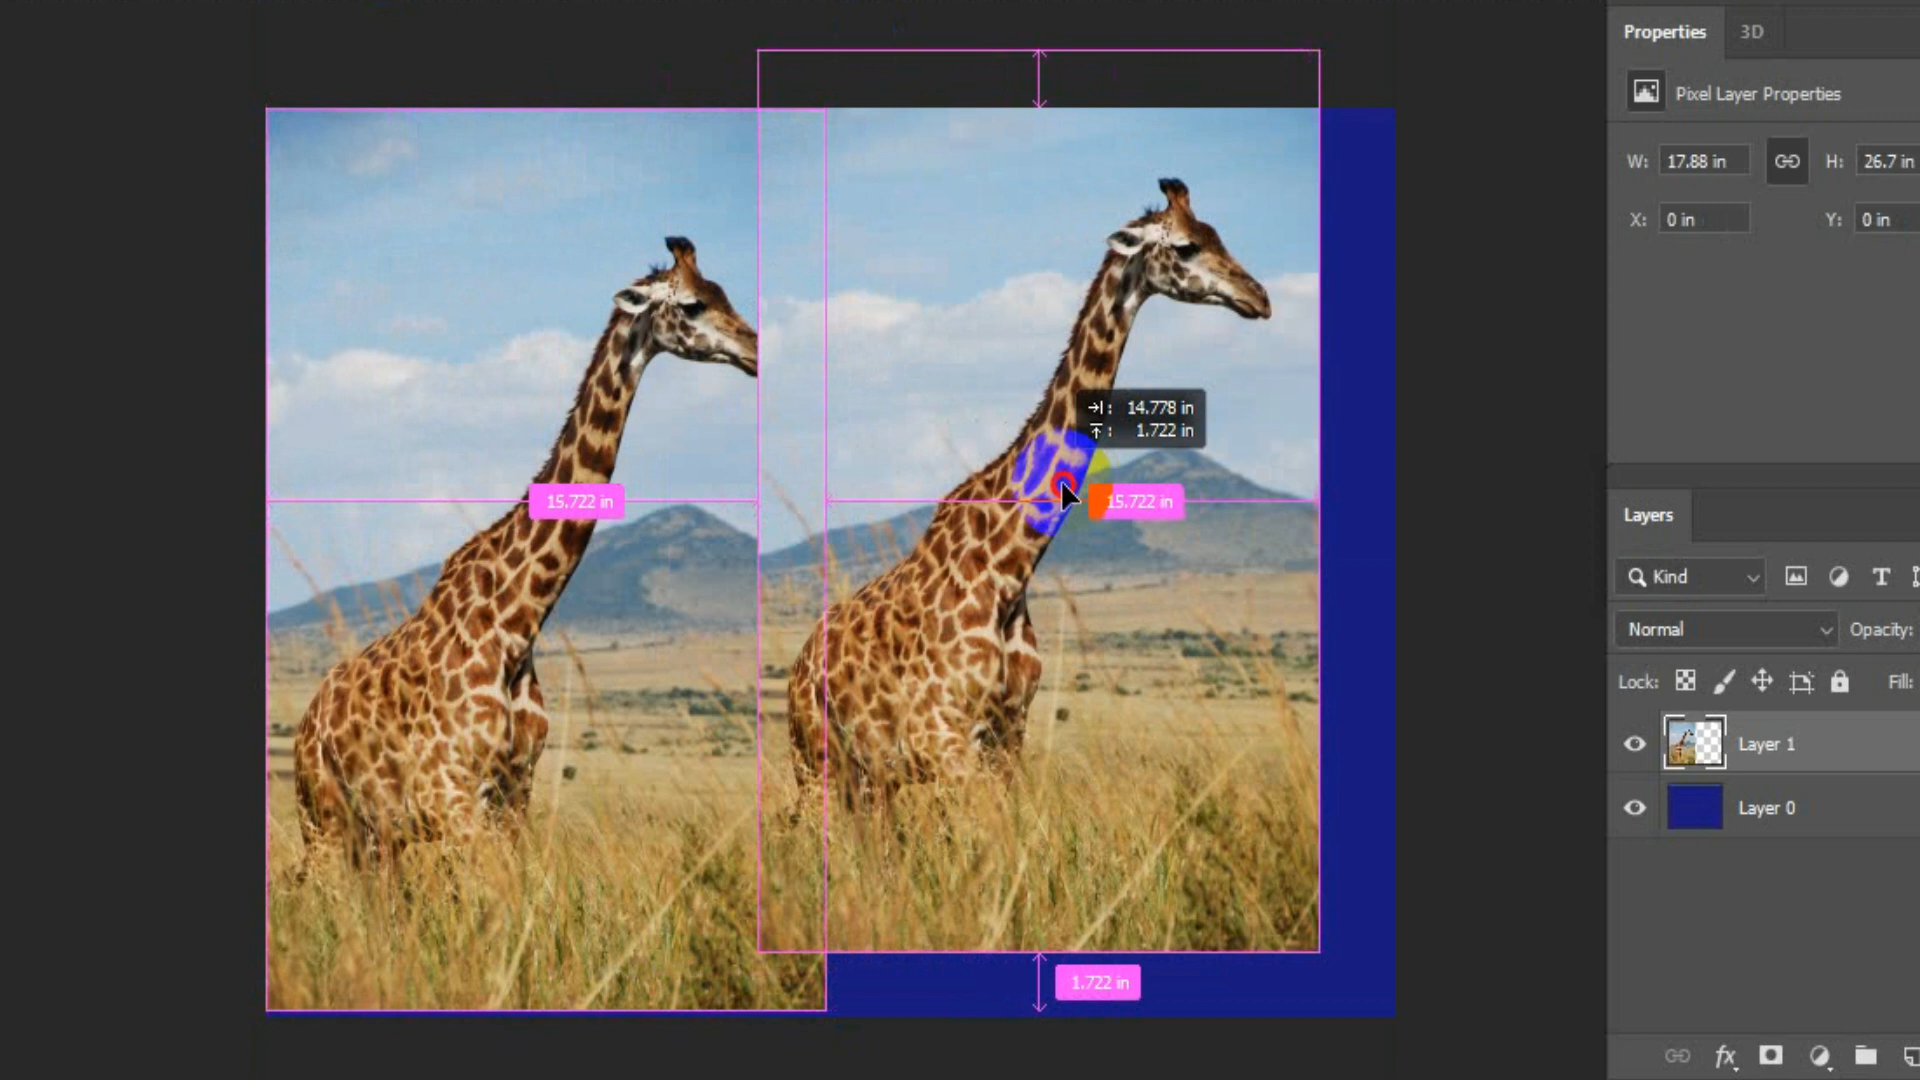 Properties
3D
Pixel Layer Properties
W: 17.88 in
H: 26.7 in
X: 0 in
Y: 0 in
14.778 in
1.722 in
15.722 in
15.722 in
1.722 in
Layers
Kind
T
Normal
Opacity:
Lock:
Fill:
Layer 1
Layer 0
fx